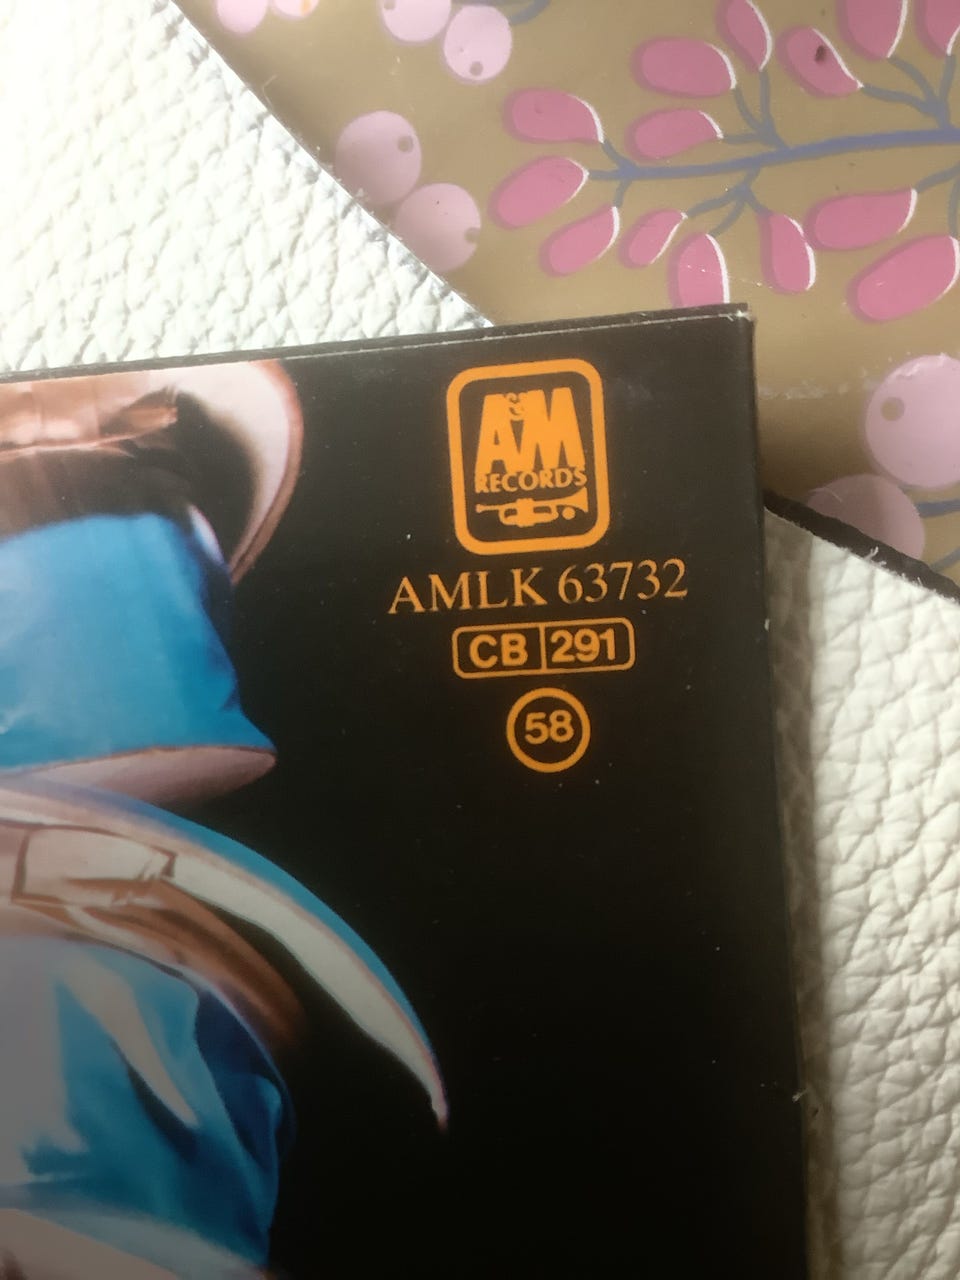 A&M
RECORDS
AMLK 63732
CB 291
58